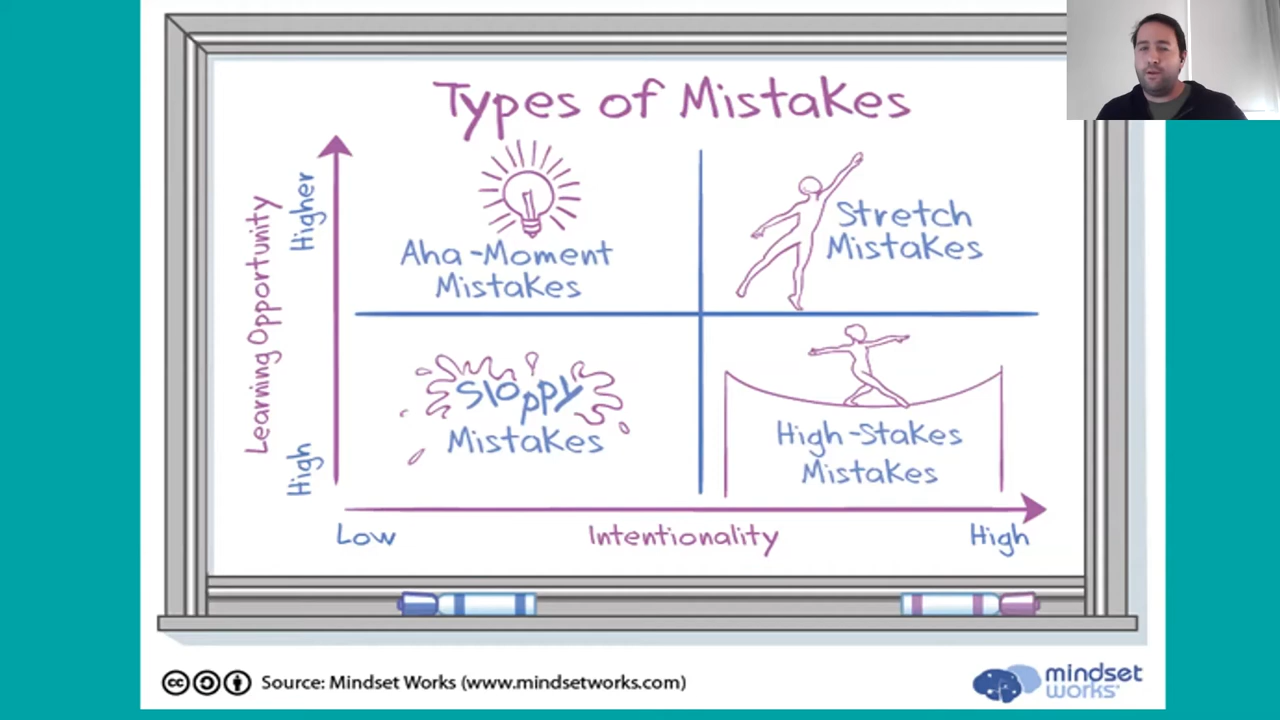 Types of Mistakes
Learning Opportunity
Higher
High
Aha-Moment
Mistakes
Stretch
Mistakes
Sloppy
Mistakes
High-Stakes
Mistakes
Low
Intentionality
High
cc
Source: Mindset Works (www.mindsetworks.com)
mindset
works®